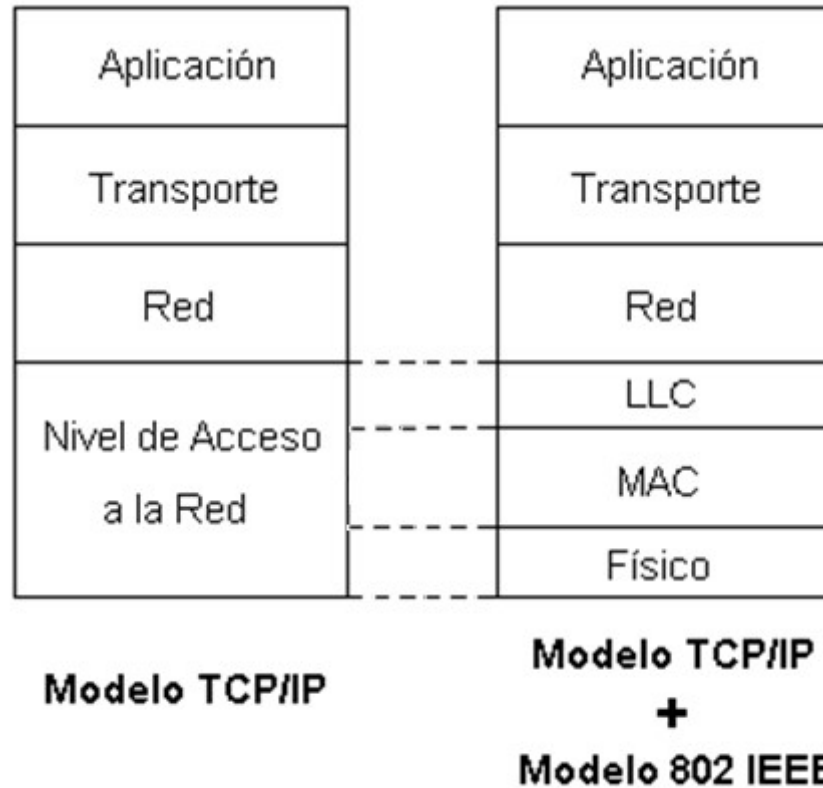 Aplicación
Transporte
Red
Nivel de Acceso
a la Red
Modelo TCP/IP
Aplicación
Transporte
Red
LLC
MAC
Físico
Modelo TCP/IP
+
Modelo 802 IEEE